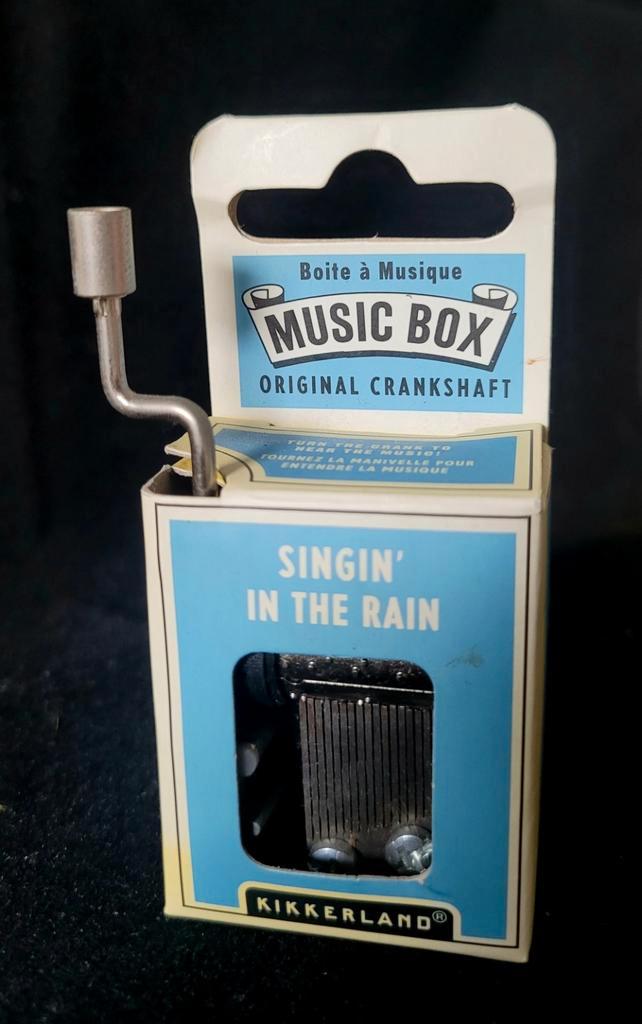 Boite à Musique
MUSIC BOX
ORIGINAL CRANKSHAFT
TURN THE CRANK TO
HEAR THE MUSIC!
TOURNEZ LA MANIVELLE POUR
ENTENDRE LA MUSIQUE
SINGIN'
IN THE RAIN
KIKKERLAND®